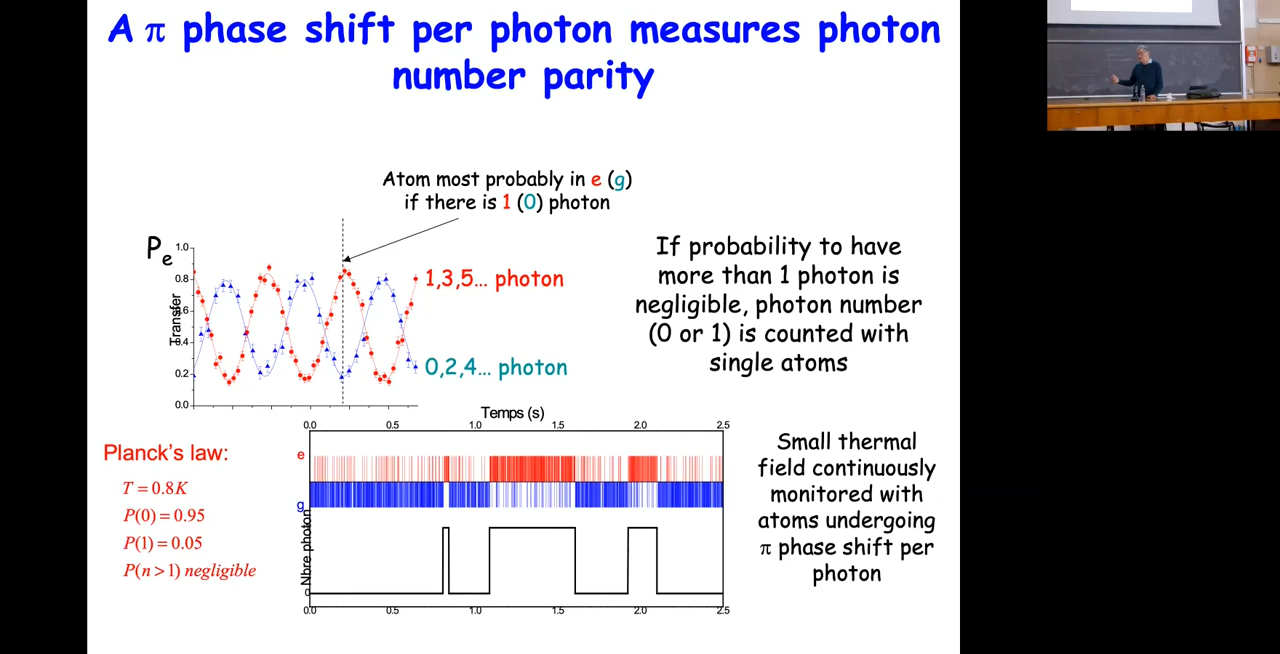 A π phase shift per photon measures photon
number parity
Atom most probably in e (g)
if there is 1 (0) photon
Pe
1.0
0.8
0.6
0.4
0.2
0.0
Transfer
1,3,5... photon
0,2,4... photon
If probability to have
more than 1 photon is
negligible, photon number
(0 or 1) is counted with
single atoms
Planck's law:
T = 0.8K
P(0) = 0.95
P(1) = 0.05
P(n > 1) negligible
Temps (s)
0.0 0.5 1.0 1.5 2.0 2.5
e
g
Nbre photon
0
0.0 0.5 1.0 1.5 2.0 2.5
Small thermal
field continuously
monitored with
atoms undergoing
π phase shift per
photon